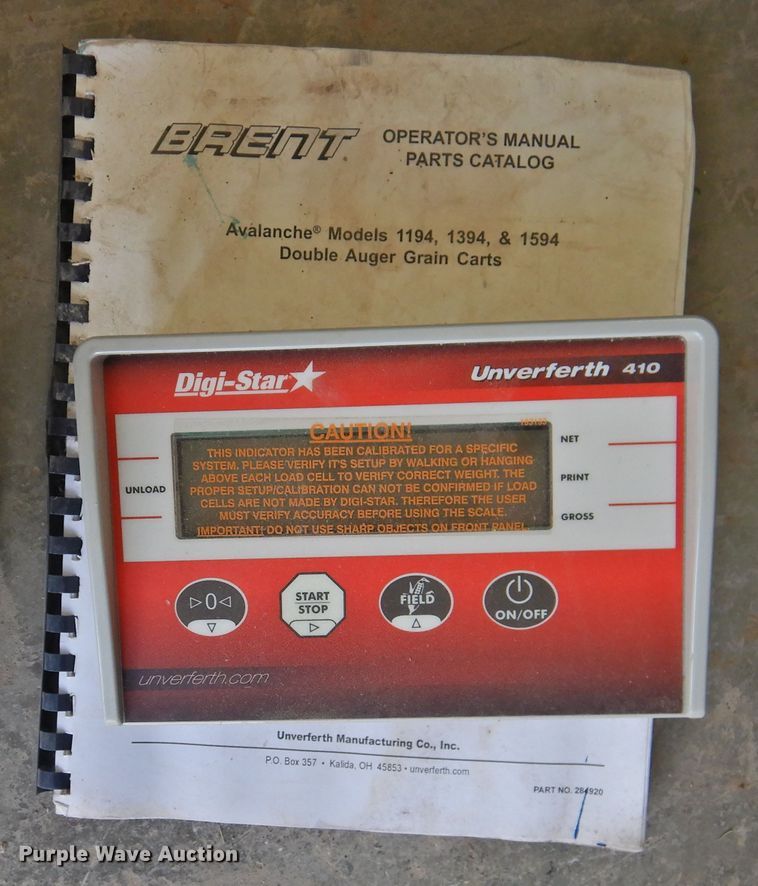 BRENT
OPERATOR'S MANUAL
PARTS CATALOG
Avalanche® Models 1194, 1394, & 1594
Double Auger Grain Carts
Digi-Star
Unverferth 410
CAUTION!
THIS INDICATOR HAS BEEN CALIBRATED FOR A SPECIFIC
SYSTEM. PLEASE VERIFY IT'S SETUP BY WALKING OR HANGING
ABOVE EACH LOAD CELL TO VERIFY CORRECT WEIGHT. THE
PROPER SETUP/CALIBRATION CAN NOT BE CONFIRMED IF LOAD
CELLS ARE NOT MADE BY DIGI-STAR. THEREFORE THE USER
MUST VERIFY ACCURACY BEFORE USING THE SCALE.
IMPORTANT! DO NOT USE SHARP OBJECTS ON FRONT PANEL.
UNLOAD
NET
PRINT
GROSS
0
START
STOP
FIELD
ON/OFF
unverferth.com
Unverferth Manufacturing Co., Inc.
P.O. Box 357 • Kalida, OH 45853 • unverferth.com
PART NO. 284920
Purple Wave Auction